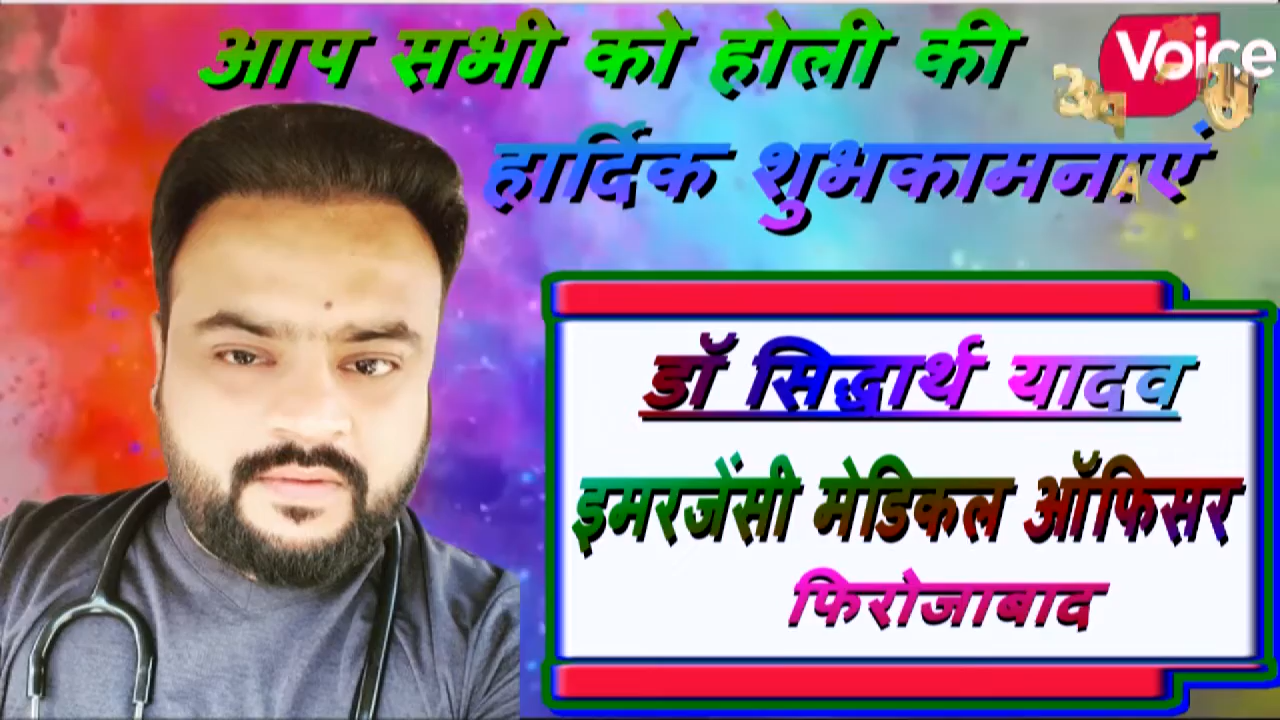 आप सभी को होली की
Voice
हार्दिक शुभकामनाएं
डॉ सिद्धार्थ यादव
इमरजेंसी मेडिकल ऑफिसर
फिरोजाबाद